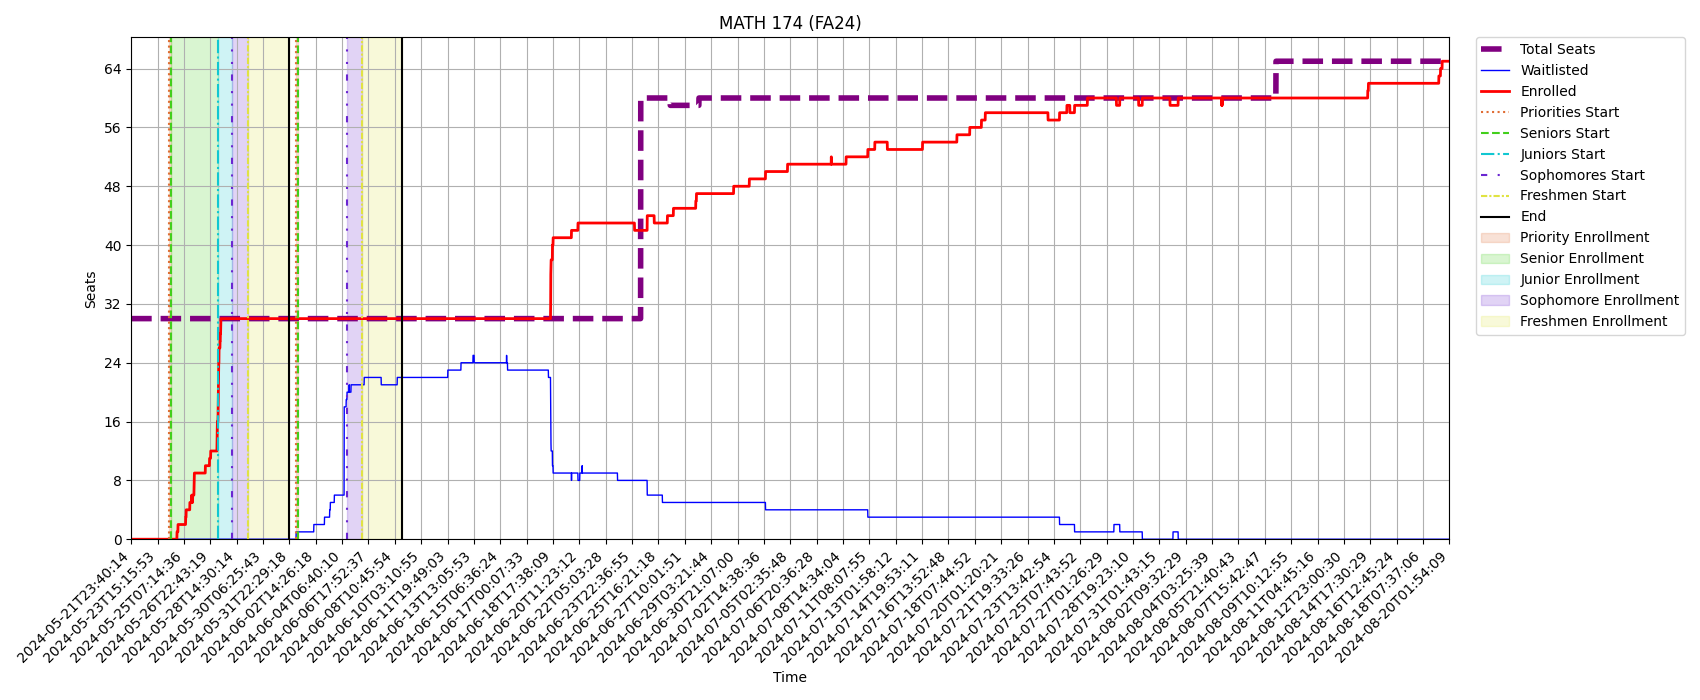 MATH 174 (FA24)
Seats
64
56
48
40
32
24
16
8
0
2024-05-21T23:40:14
2024-05-23T15:15:53
2024-05-25T07:14:36
2024-05-26T22:43:19
2024-05-28T14:30:14
2024-05-30T06:25:43
2024-05-31T22:29:18
2024-06-02T14:26:18
2024-06-04T06:40:10
2024-06-06T17:52:37
2024-06-08T10:45:54
2024-06-10T03:10:55
2024-06-11T19:49:03
2024-06-13T13:05:53
2024-06-15T06:36:24
2024-06-17T00:07:33
2024-06-18T17:38:09
2024-06-20T11:23:12
2024-06-22T05:03:28
2024-06-23T22:36:55
2024-06-25T16:21:18
2024-06-27T10:01:51
2024-06-29T03:21:44
2024-06-30T21:07:00
2024-07-02T14:38:36
2024-07-05T02:35:48
2024-07-06T20:36:28
2024-07-08T14:34:04
2024-07-11T08:07:55
2024-07-13T01:58:12
2024-07-14T19:53:11
2024-07-16T13:52:48
2024-07-18T07:44:52
2024-07-20T01:20:21
2024-07-21T19:33:26
2024-07-23T13:42:54
2024-07-25T07:43:52
2024-07-27T01:26:29
2024-07-28T19:23:10
2024-07-31T01:43:15
2024-08-02T09:32:29
2024-08-04T03:25:39
2024-08-05T21:40:43
2024-08-07T15:42:47
2024-08-09T10:12:55
2024-08-11T04:45:16
2024-08-12T23:00:30
2024-08-14T17:30:29
2024-08-16T12:45:24
2024-08-18T07:37:06
2024-08-20T01:54:09
Time
Total Seats
Waitlisted
Enrolled
Priorities Start
Seniors Start
Juniors Start
Sophomores Start
Freshmen Start
End
Priority Enrollment
Senior Enrollment
Junior Enrollment
Sophomore Enrollment
Freshmen Enrollment